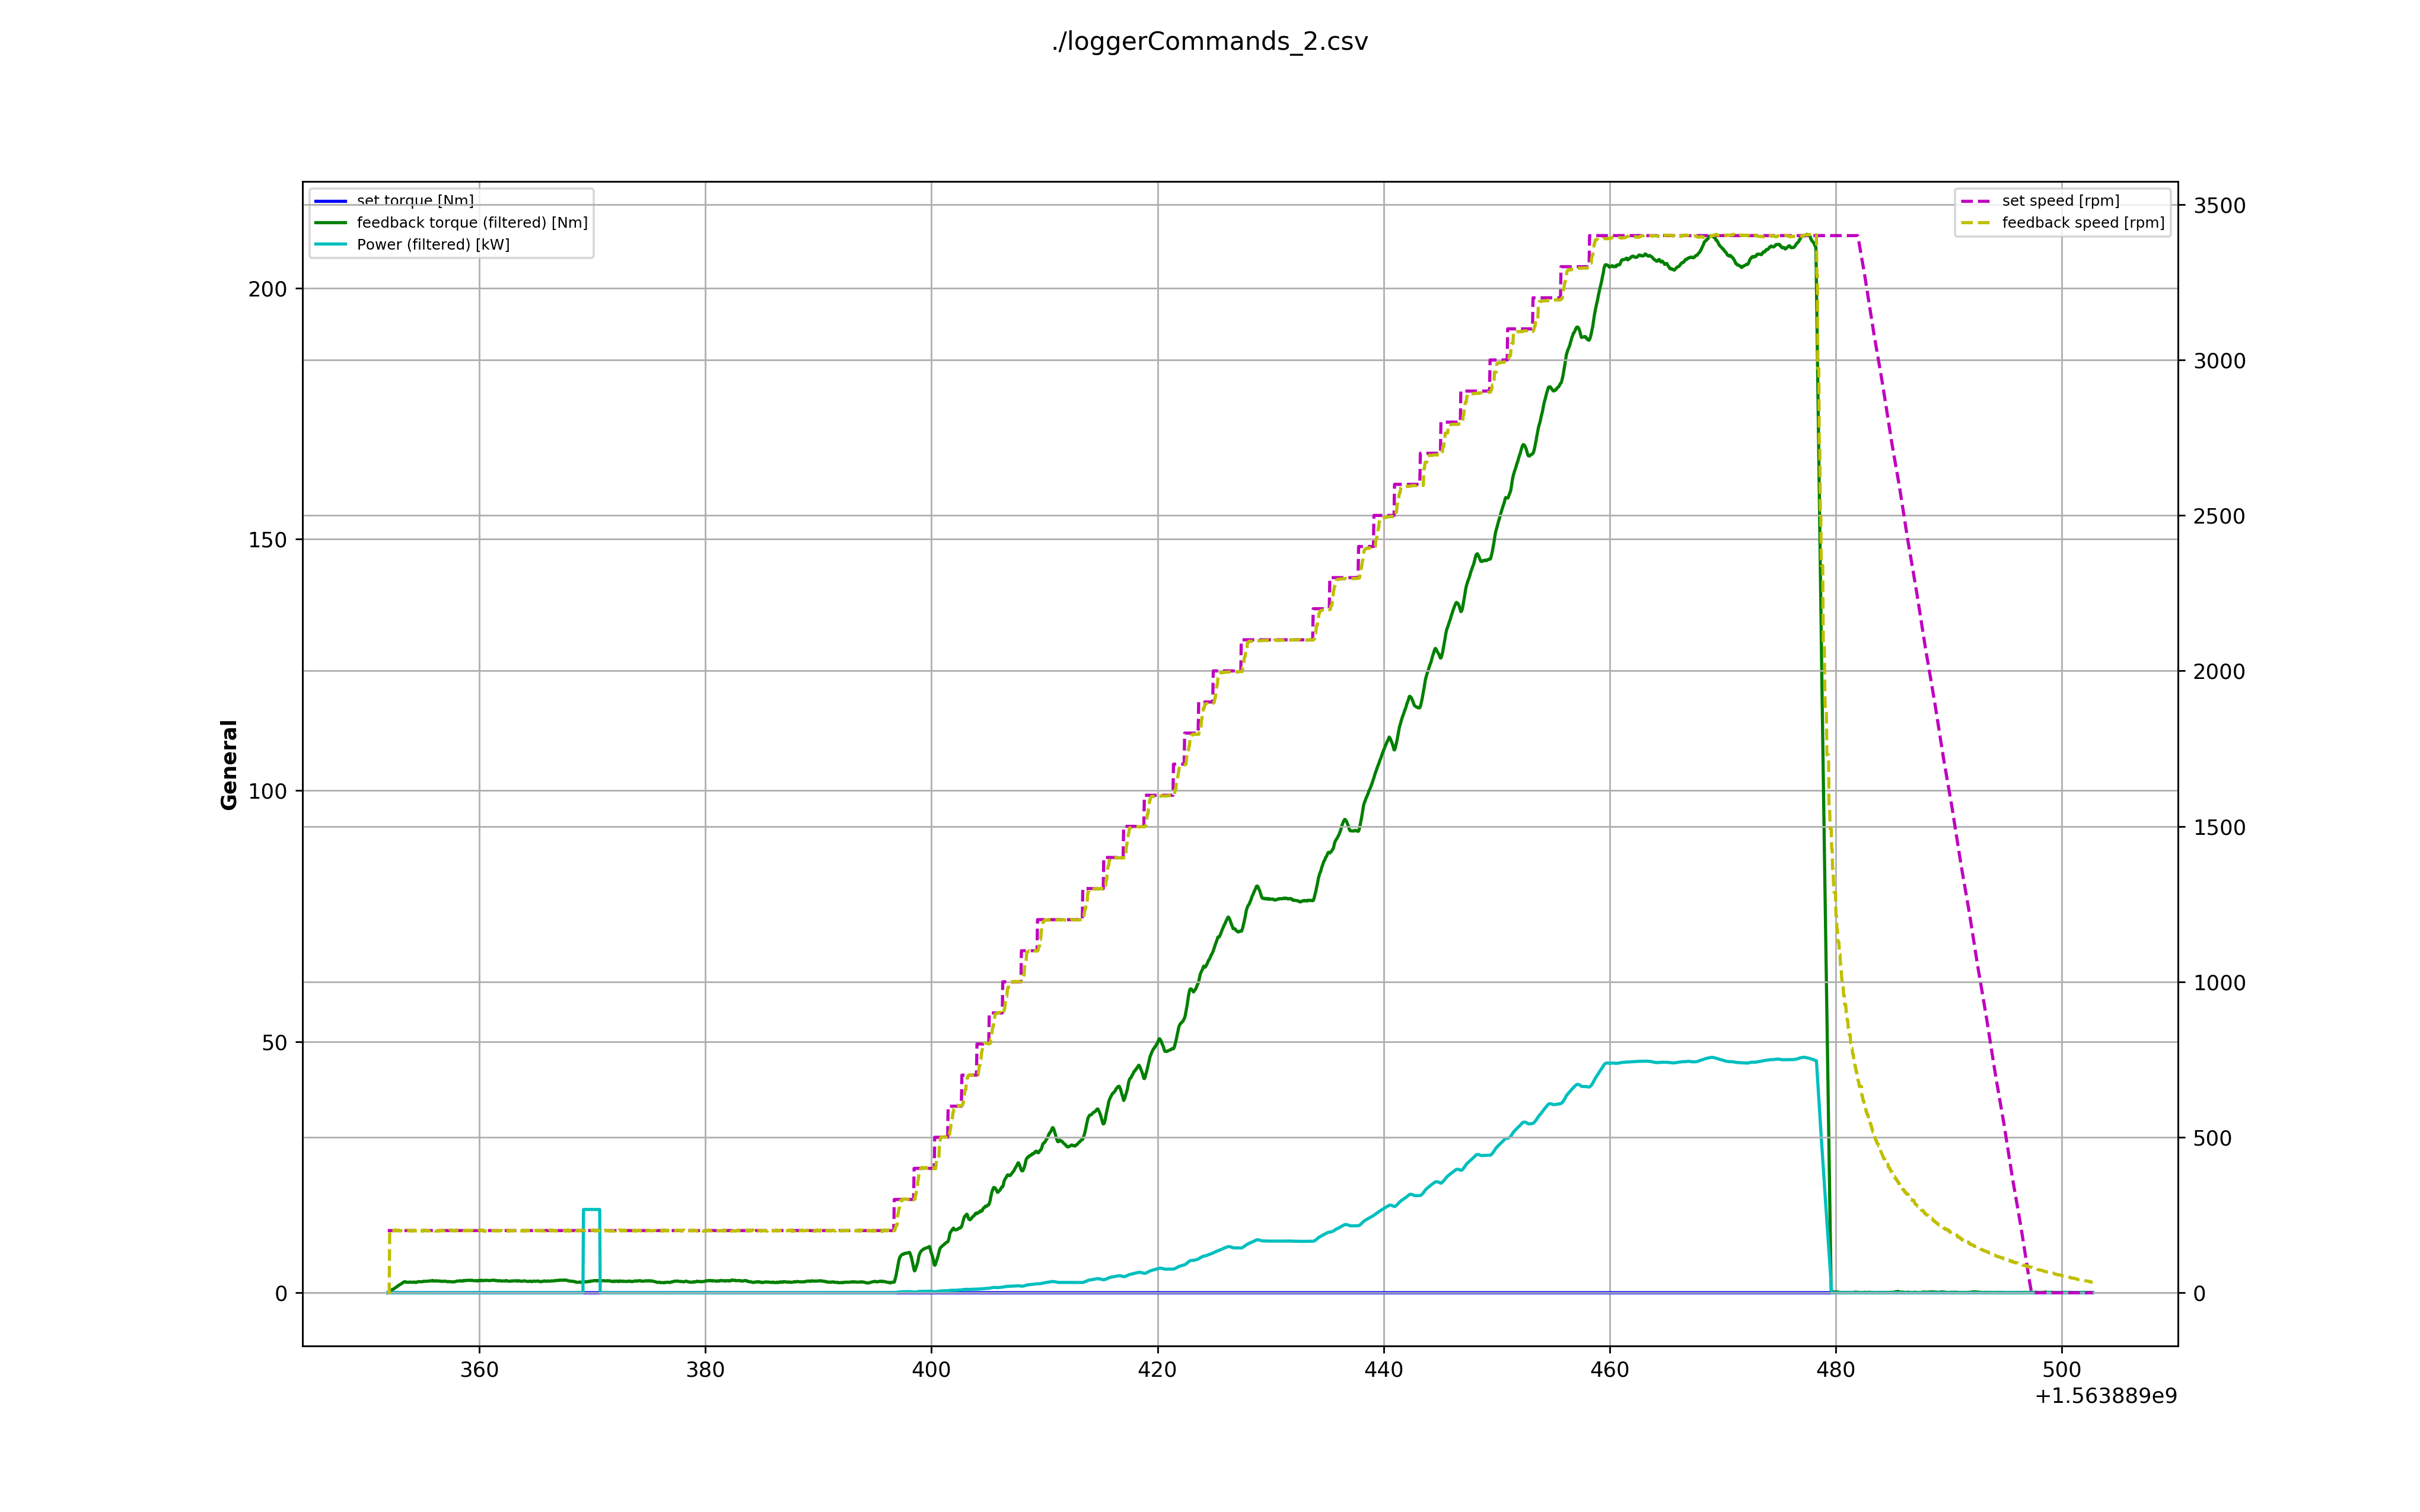 ./loggerCommands_2.csv
set torque [Nm]
feedback torque (filtered) [Nm]
Power (filtered) [kW]
set speed [rpm]
feedback speed [rpm]
General
200
150
100
50
0
3500
3000
2500
2000
1500
1000
500
0
360 380 400 420 440 460 480 500
+1.563889e9